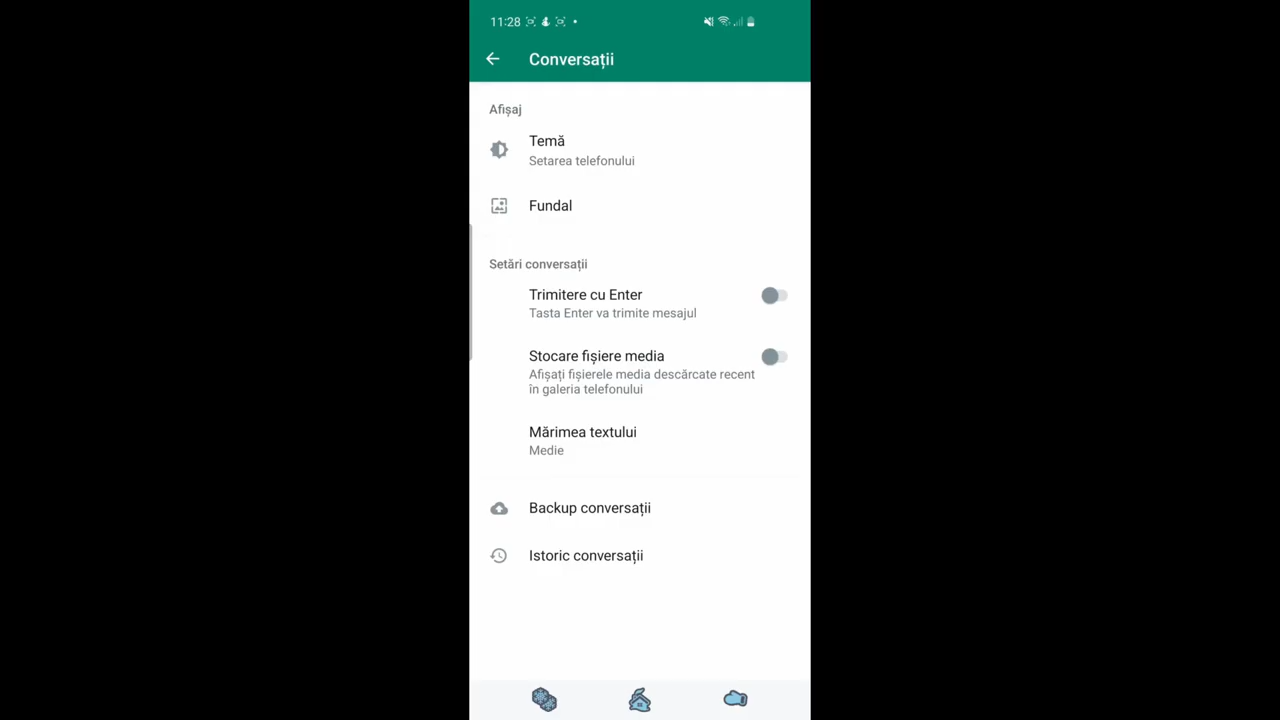 11:28
Conversații
Afișaj
Temă
Setarea telefonului
Fundal
Setări conversații
Trimitere cu Enter
Tasta Enter va trimite mesajul
Stocare fișiere media
Afișați fișierele media descărcate recent
în galeria telefonului
Mărimea textului
Medie
Backup conversații
Istoric conversații